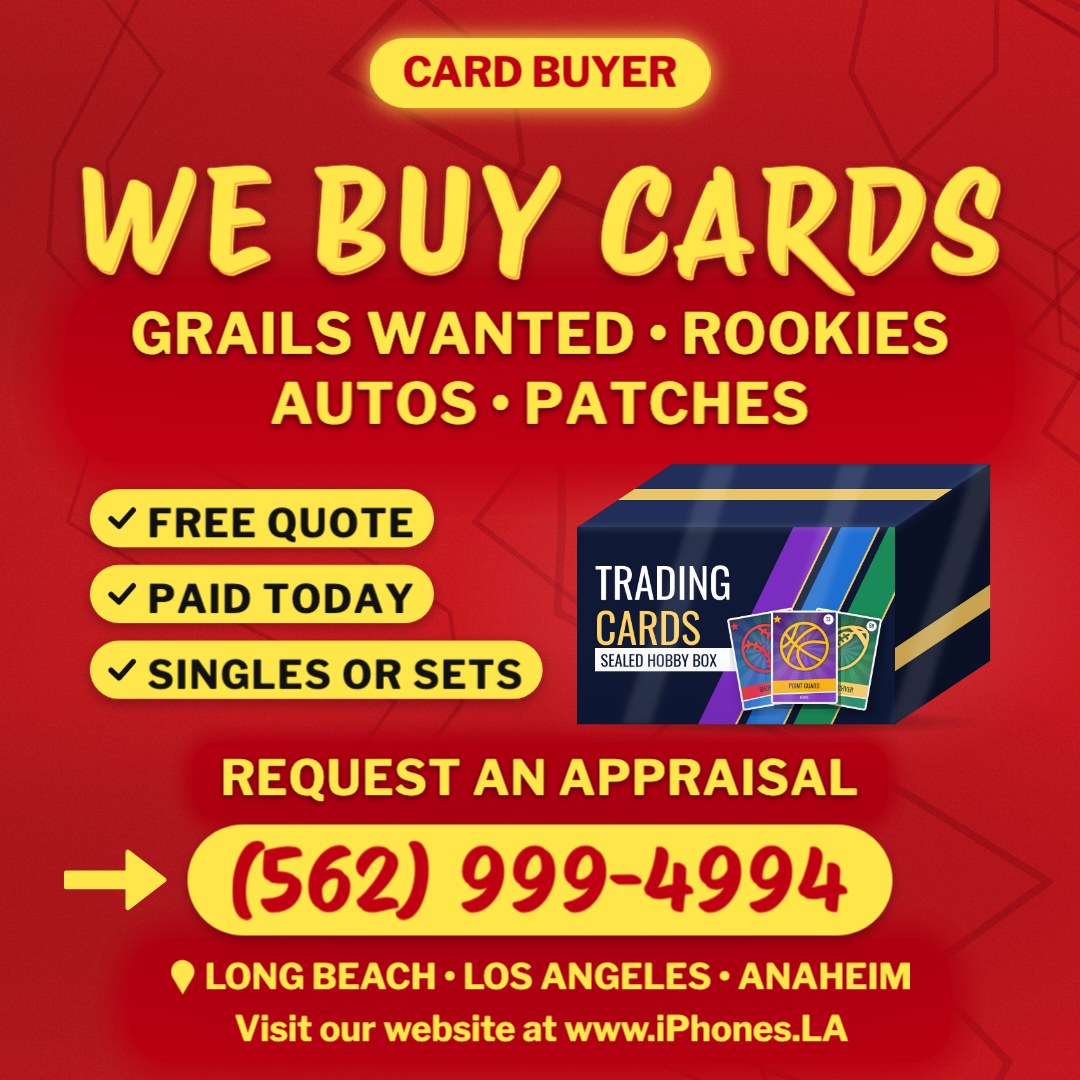 CARD BUYER
WE BUY CARDS
GRAILS WANTED • ROOKIES
AUTOS • PATCHES
✓ FREE QUOTE
✓ PAID TODAY
✓ SINGLES OR SETS
TRADING
CARDS
SEALED HOBBY BOX
POINT GUARD
REQUEST AN APPRAISAL
(562) 999-4994
LONG BEACH • LOS ANGELES • ANAHEIM
Visit our website at www.iPhones.LA